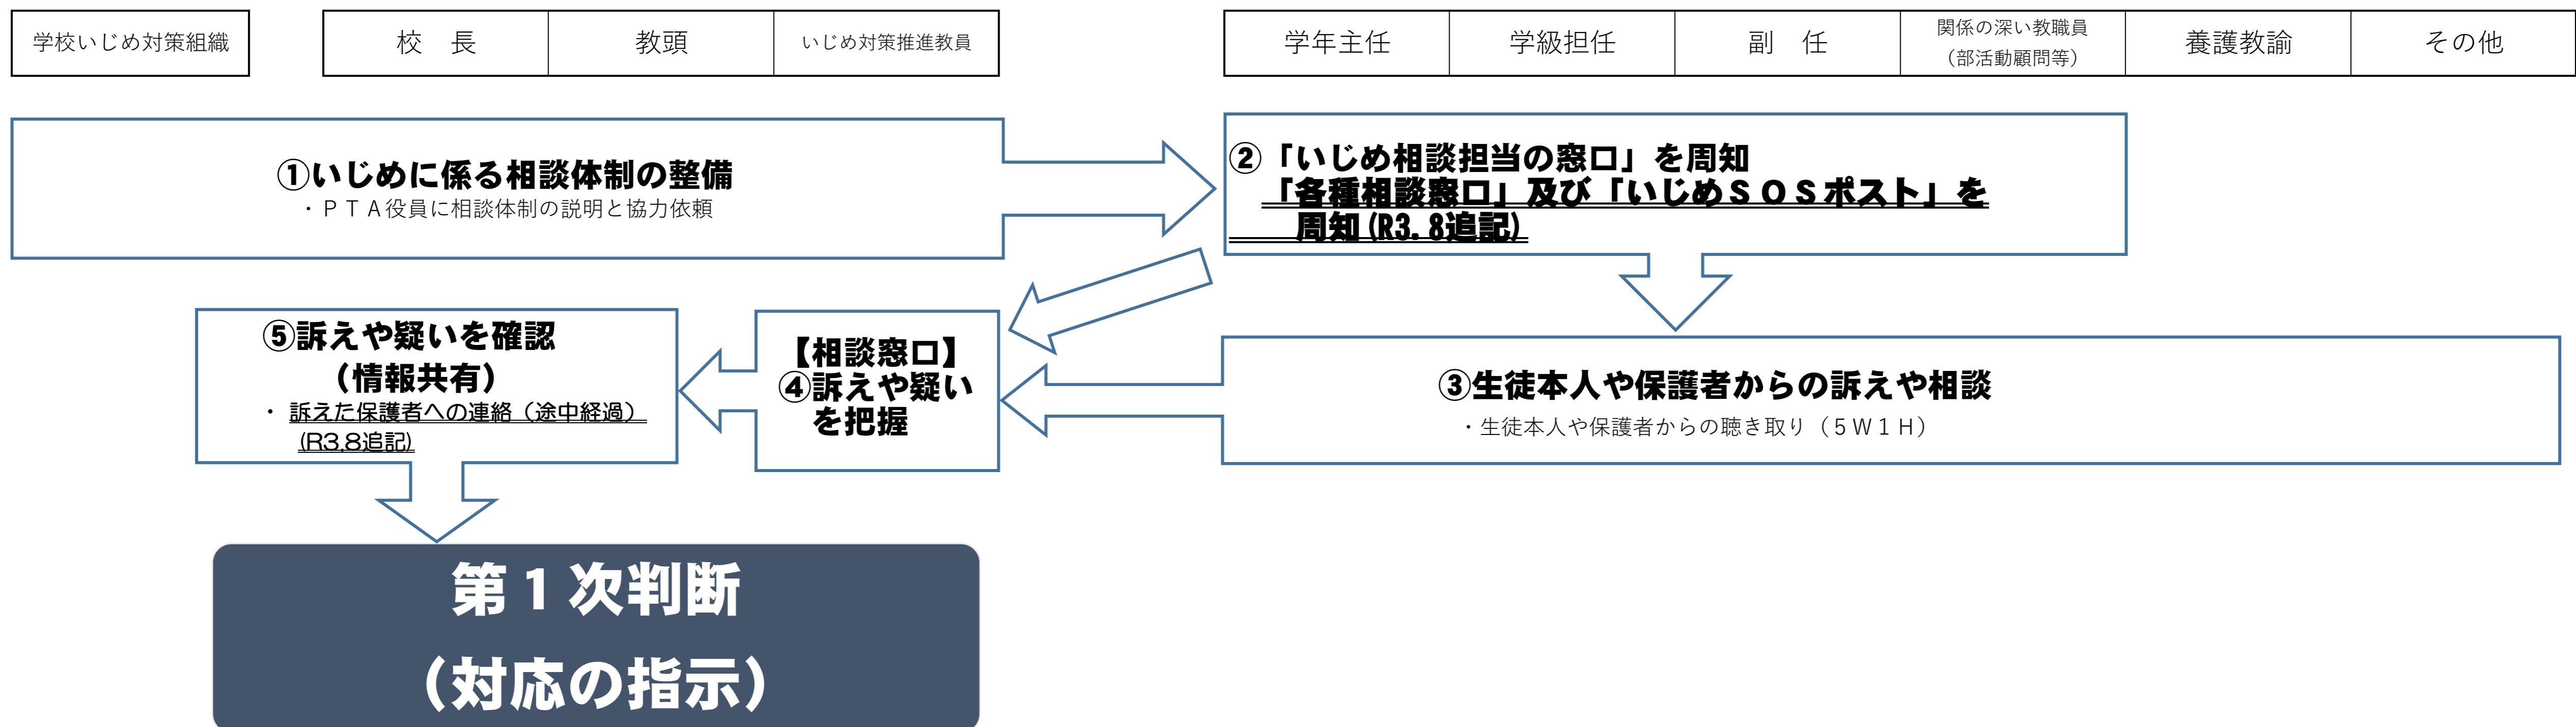 学校いじめ対策組織
校　長
教頭
いじめ対策推進教員
学年主任
学級担任
副　任
関係の深い教職員
（部活動顧問等）
養護教諭
その他
①いじめに係る相談体制の整備
・ＰＴＡ役員に相談体制の説明と協力依頼
②「いじめ相談担当の窓口」を周知
「各種相談窓口」及び「いじめＳＯＳポスト」を
周知(R3.8追記)
③生徒本人や保護者からの訴えや相談
・生徒本人や保護者からの聴き取り（５Ｗ１Ｈ）
【相談窓口】
④訴えや疑い
を把握
⑤訴えや疑いを確認
（情報共有）
・ 訴えた保護者への連絡（途中経過）
(R3.8追記)
第１次判断
（対応の指示）